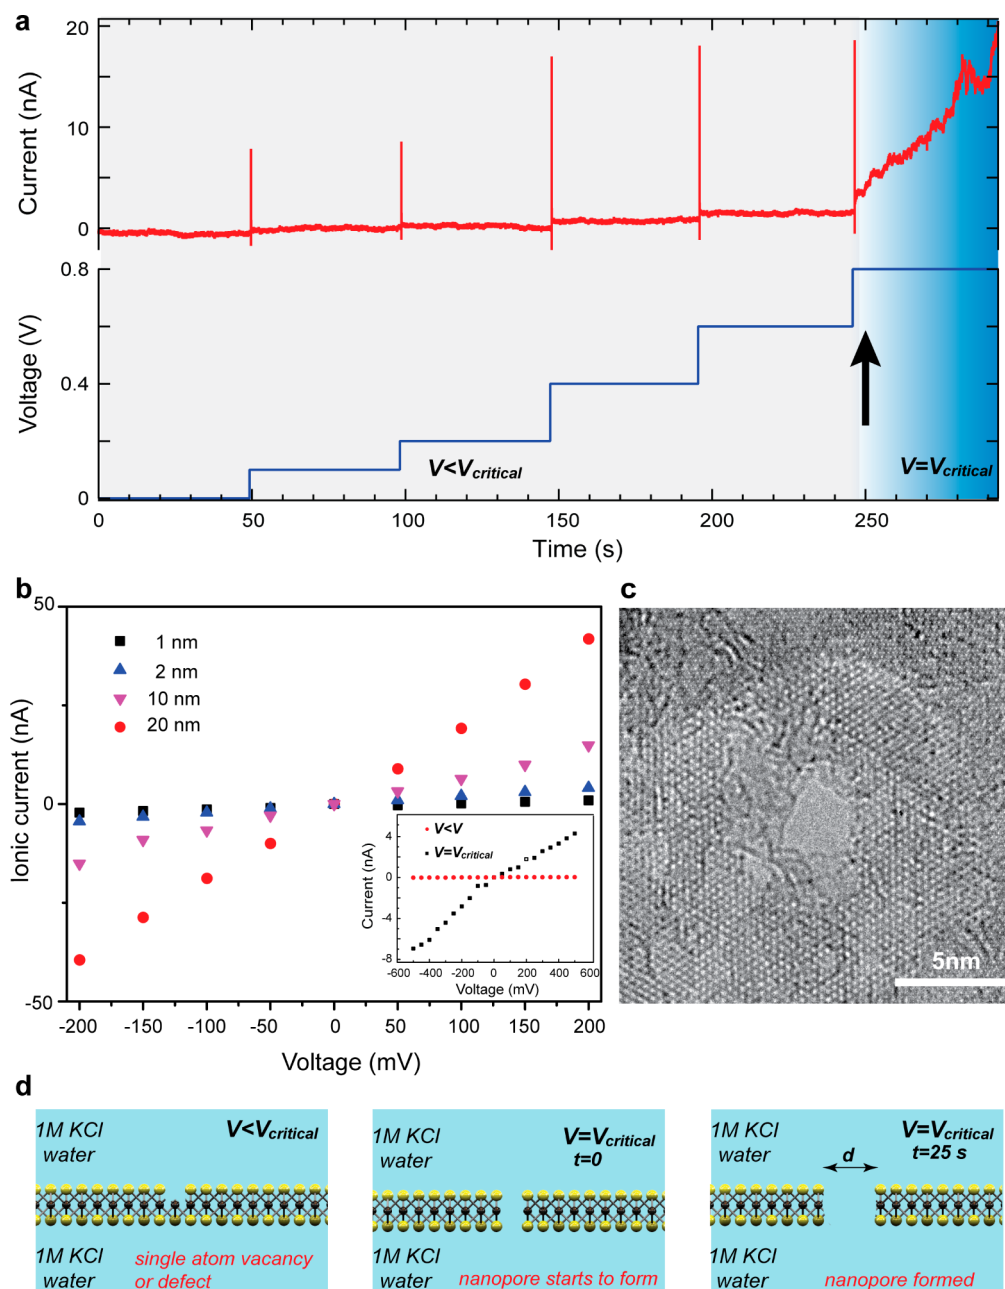 a
20
10
0
Current (nA)
0.8
0.4
0
Voltage (V)
V<Vcritical
V=Vcritical
0
50
100
150
200
250
Time (s)
b
50
0
-50
Ionic current (nA)
1 nm
2 nm
10 nm
20 nm
-200
-150
-100
-50
0
50
100
150
200
Voltage (mV)
V<V
V=Vcritical
4
0
-4
-8
Current (nA)
-600
-400
-200
0
200
400
600
Voltage (mV)
c
5nm
d
1M KCl
water
V<Vcritical
1M KCl
water
single atom vacancy
or defect
1M KCl
water
V=Vcritical
t=0
1M KCl
water
nanopore starts to form
1M KCl
water
V=Vcritical
t=25 s
d
1M KCl
water
nanopore formed